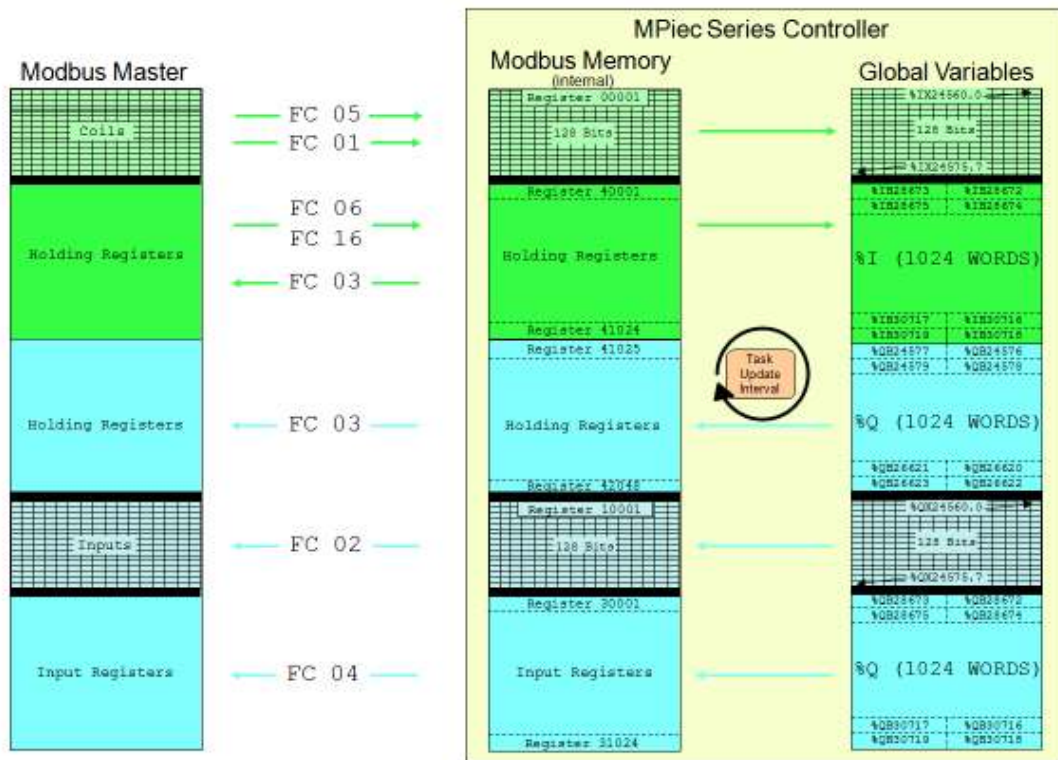 MPiec Series Controller
Modbus Master
Modbus Memory
(internal)
Global Variables
Coils
FC 05
FC 01
Register 00001
128 Bits
%IX24560.0
128 Bits
%IX24575.7
Holding Registers
FC 06
FC 16
FC 03
Register 40001
Holding Registers
Register 41024
%IB28673 %IB28672
%IB28675 %IB28674
%I (1024 WORDS)
%IB30717 %IB30716
%IB30719 %IB30718
Task
Update
Interval
Holding Registers
FC 03
Register 41025
Holding Registers
Register 42048
%QB24577 %QB24576
%QB24579 %QB24578
%Q (1024 WORDS)
%QB26621 %QB26620
%QB26623 %QB26622
Inputs
FC 02
Register 10001
128 Bits
%QX24560.0
128 Bits
%QX24575.7
Input Registers
FC 04
Register 30001
Input Registers
Register 31024
%QB28673 %QB28672
%QB28675 %QB28674
%Q (1024 WORDS)
%QB30717 %QB30716
%QB30719 %QB30718